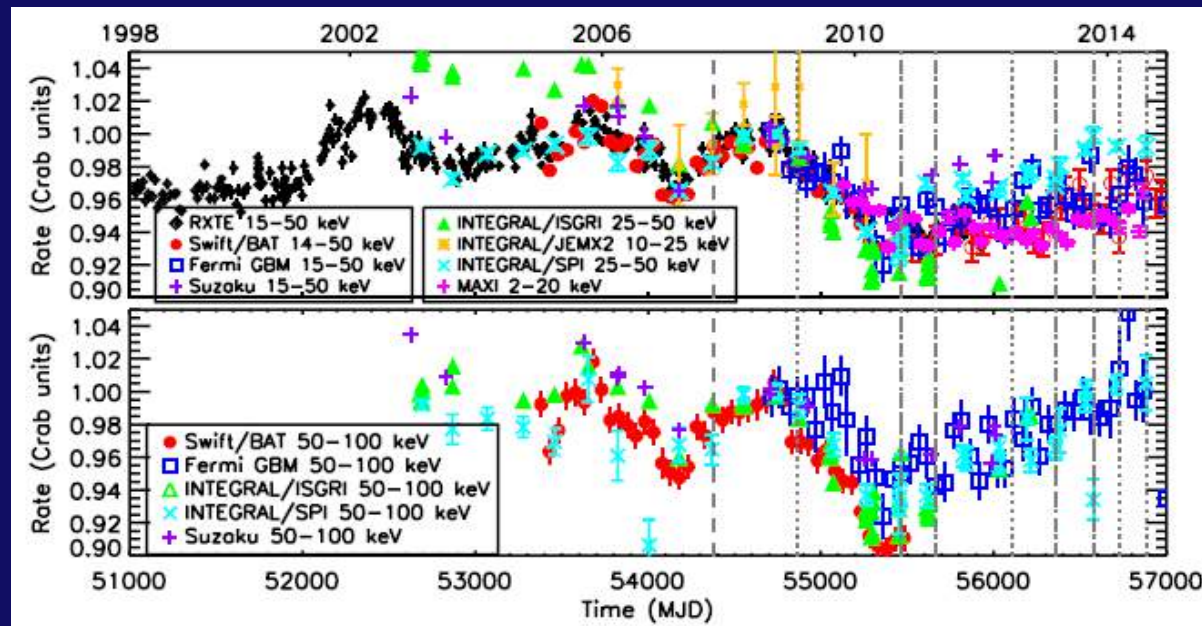 1998 2002 2006 2010 2014
1.04
1.02
1.00
0.98
0.96
0.94
0.92
0.90
Rate (Crab units)
RXTE 15-50 keV
Swift/BAT 14-50 keV
Fermi GBM 15-50 keV
Suzaku 15-50 keV
INTEGRAL/ISGRI 25-50 keV
INTEGRAL/JEMX2 10-25 keV
INTEGRAL/SPI 25-50 keV
MAXI 2-20 keV
1.04
1.02
1.00
0.98
0.96
0.94
0.92
0.90
Rate (Crab units)
Swift/BAT 50-100 keV
Fermi GBM 50-100 keV
INTEGRAL/ISGRI 50-100 keV
INTEGRAL/SPI 50-100 keV
Suzaku 50-100 keV
51000 52000 53000 54000 55000 56000 57000
Time (MJD)